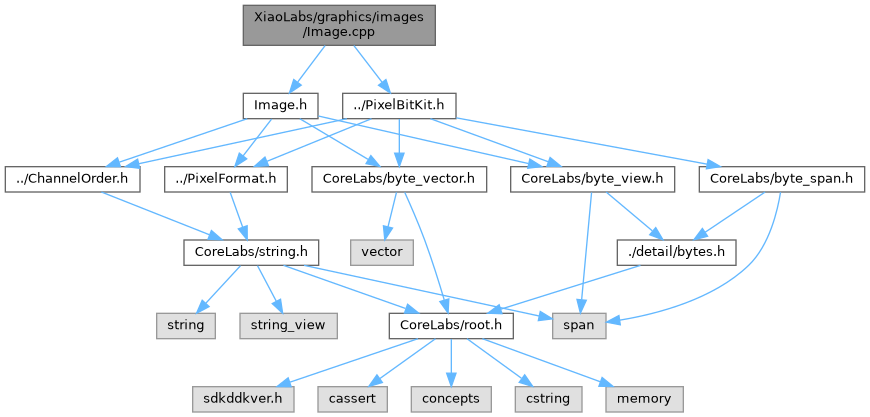 XiaoLabs/graphics/images
/Image.cpp
Image.h
../PixelBitKit.h
../ChannelOrder.h
../PixelFormat.h
CoreLabs/byte_vector.h
CoreLabs/byte_view.h
CoreLabs/byte_span.h
CoreLabs/string.h
vector
./detail/bytes.h
string
string_view
CoreLabs/root.h
span
sdkddkver.h
cassert
concepts
cstring
memory